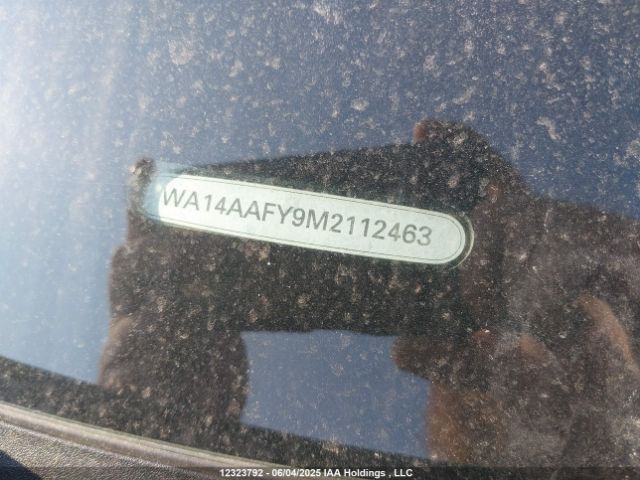 WA14AAFY9M2112463
12323792 - 06/04/2025 IAA Holdings , LLC